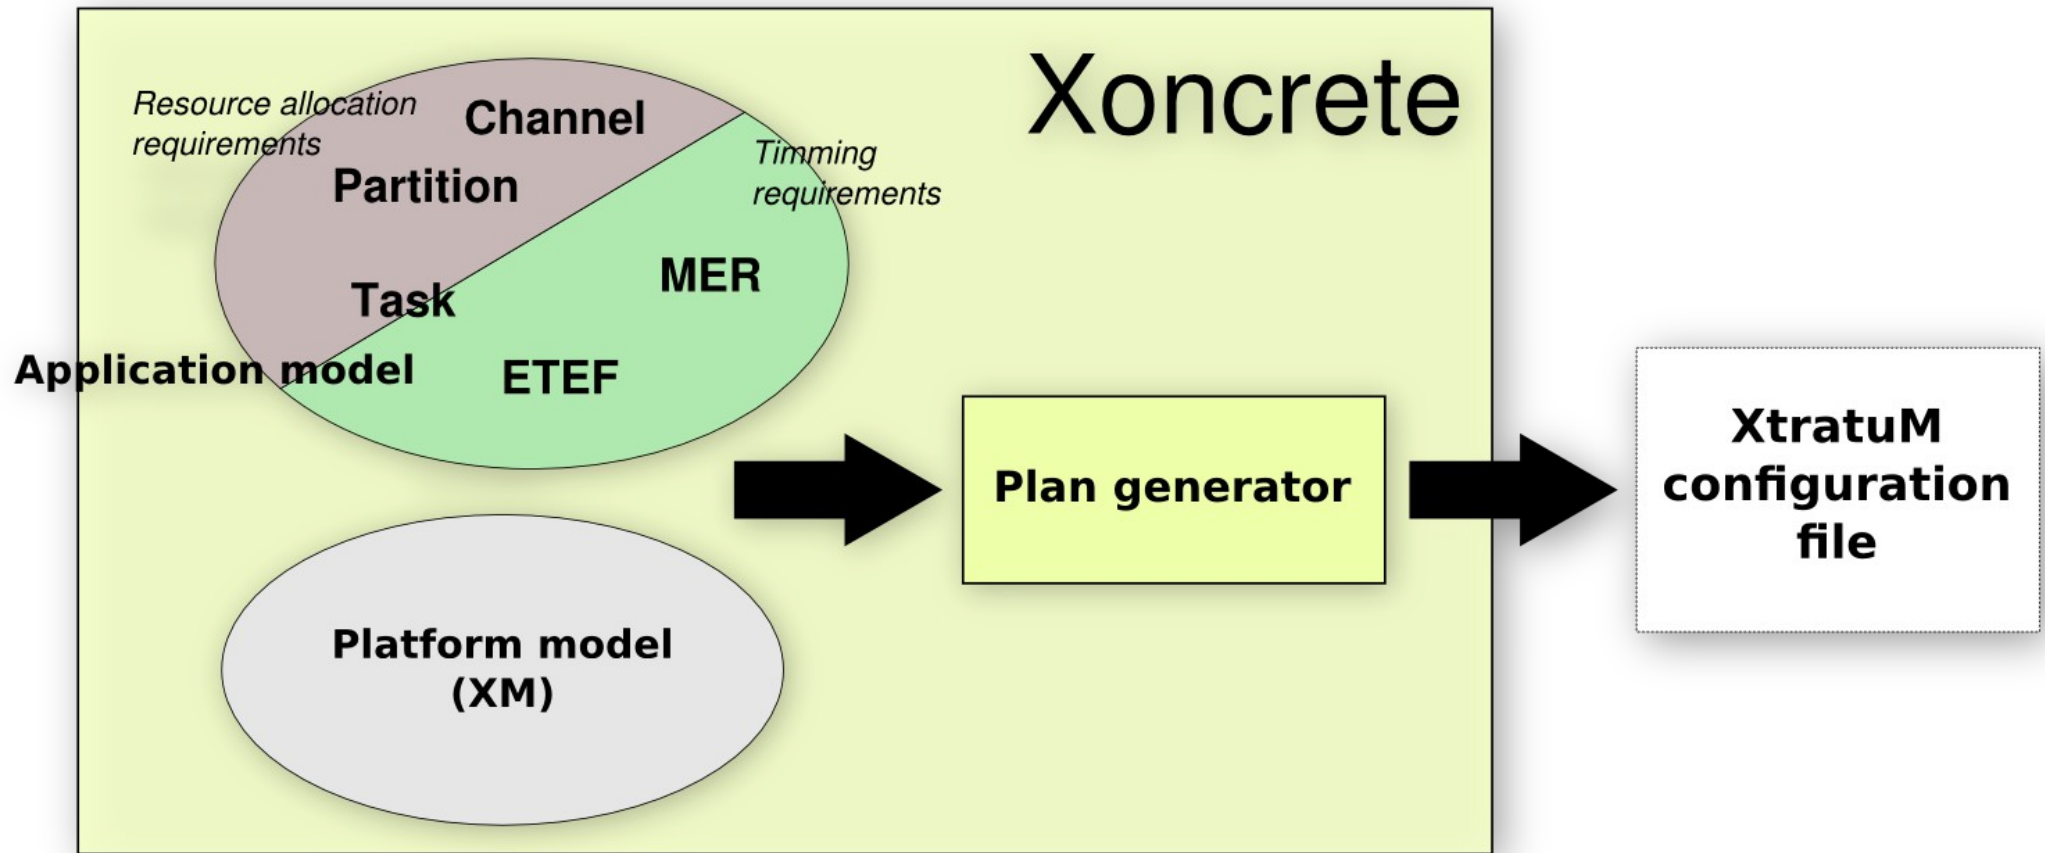 Xoncrete
Resource allocation
requirements
Channel
Partition
Timming
requirements
Task
MER
Application model
ETEF
Plan generator
XtratuM
configuration
file
Platform model
(XM)